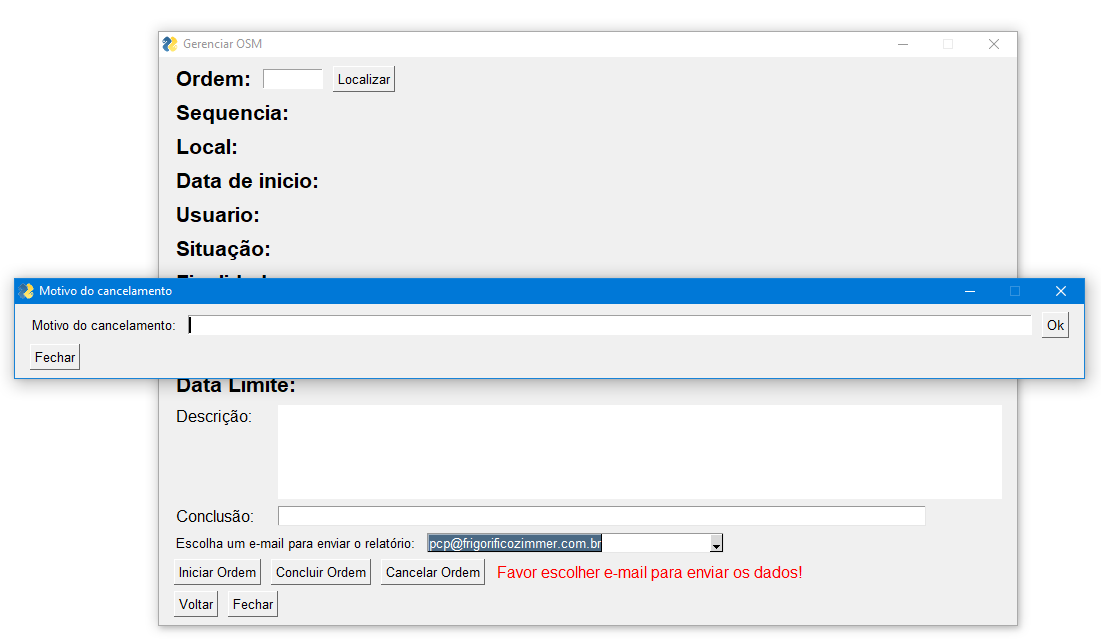 Gerenciar OSM
Ordem: Localizar
Sequencia:
Local:
Data de inicio:
Usuario:
Situação:
Motivo do cancelamento
Motivo do cancelamento: Ok
Fechar
Data Limite:
Descrição:
Conclusão:
Escolha um e-mail para enviar o relatório: pcp@frigorificozimmer.com.br
Iniciar Ordem Concluir Ordem Cancelar Ordem Favor escolher e-mail para enviar os dados!
Voltar Fechar